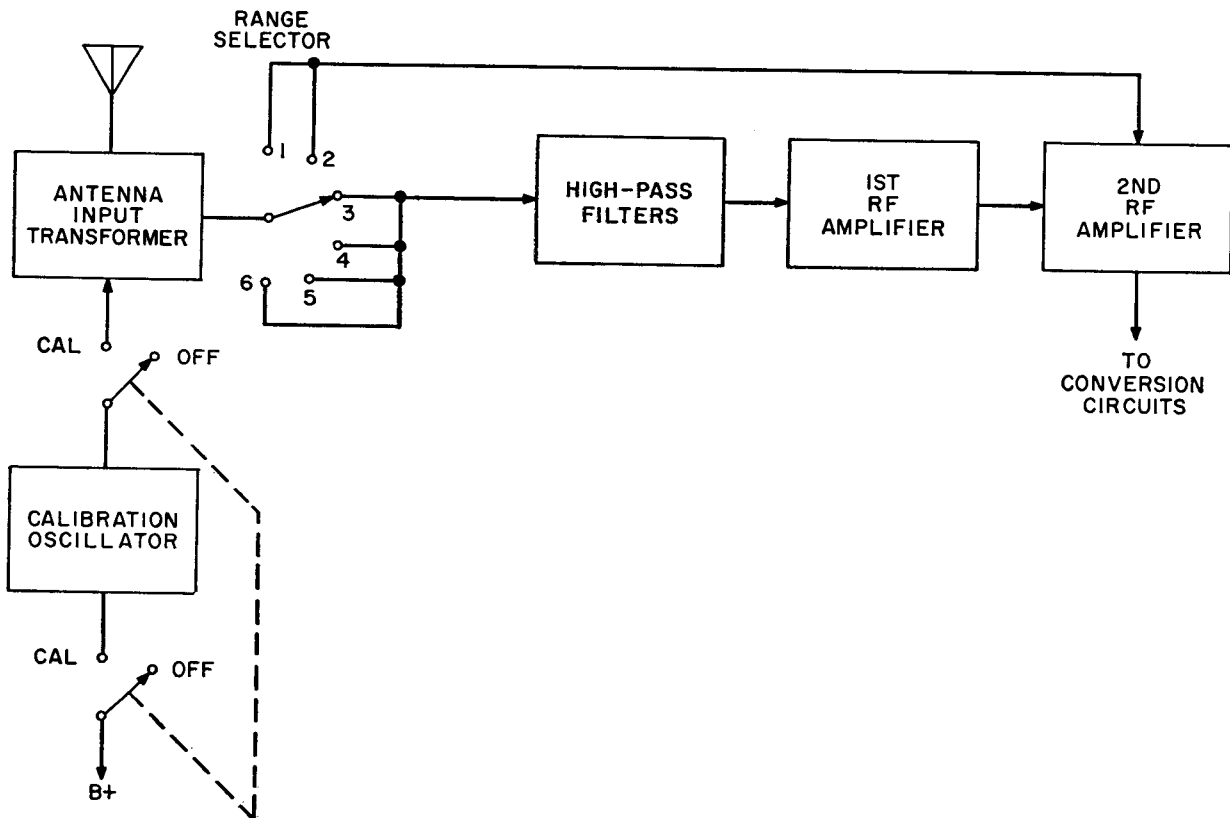 RANGE
SELECTOR
1
2
3
4
5
6
ANTENNA
INPUT
TRANSFORMER
HIGH-PASS
FILTERS
1ST
RF
AMPLIFIER
2ND
RF
AMPLIFIER
CAL
OFF
TO
CONVERSION
CIRCUITS
CALIBRATION
OSCILLATOR
CAL
OFF
B+